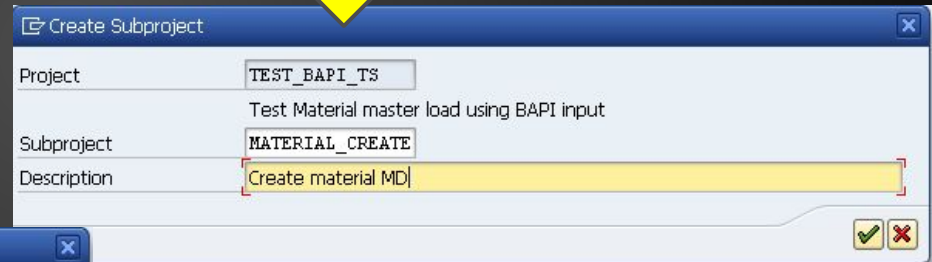 Create Subproject
Project TEST_BAPI_TS
Test Material master load using BAPI input
Subproject MATERIAL_CREATE
Description Create material MD